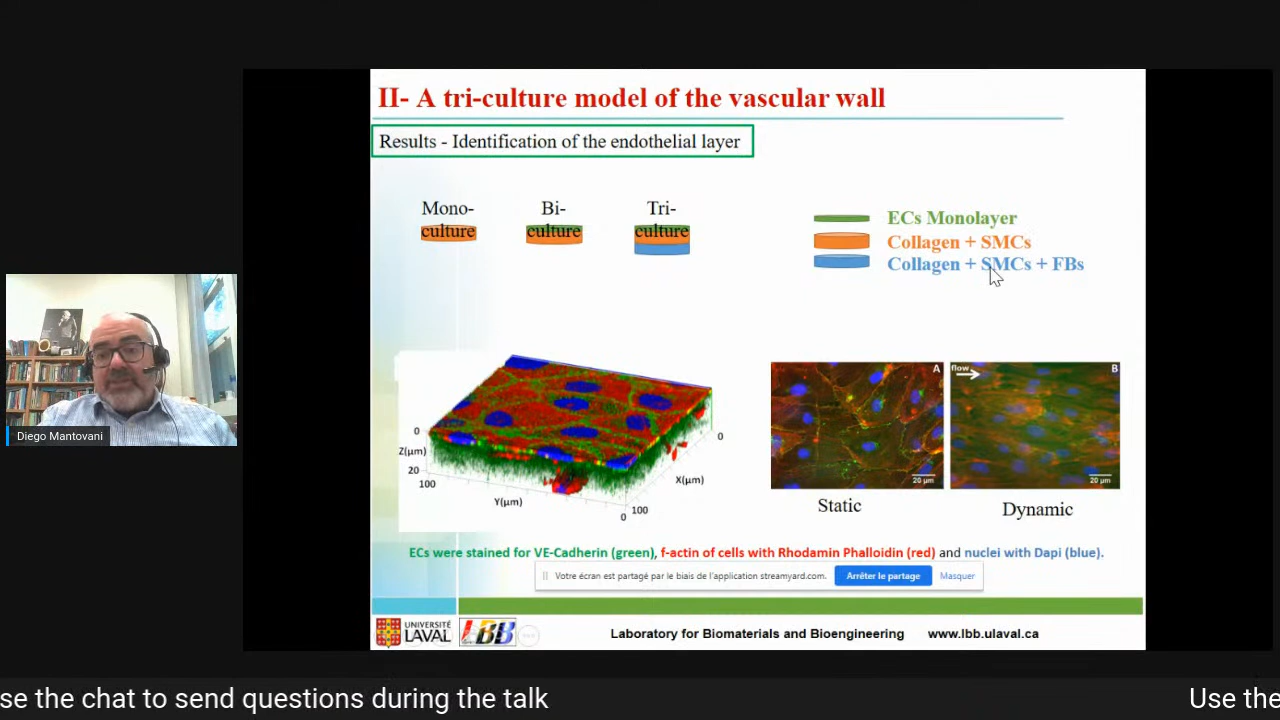 II- A tri-culture model of the vascular wall
Results - Identification of the endothelial layer
Mono-
culture
Bi-
culture
Tri-
culture
ECs Monolayer
Collagen + SMCs
Collagen + SMCs + FBs
0
Z(µm)
20
100
Y(µm)
0
100
X(µm)
0
A
20 µm
flow
B
20 µm
Static
Dynamic
ECs were stained for VE-Cadherin (green), f-actin of cells with Rhodamin Phalloidin (red) and nuclei with Dapi (blue).
Votre écran est partagé par le biais de l'application streamyard.com.
Arrêter le partage
Masquer
UNIVERSITÉ
LAVAL
LBB
Laboratory for Biomaterials and Bioengineering www.lbb.ulaval.ca
Diego Mantovani
se the chat to send questions during the talk
Use the